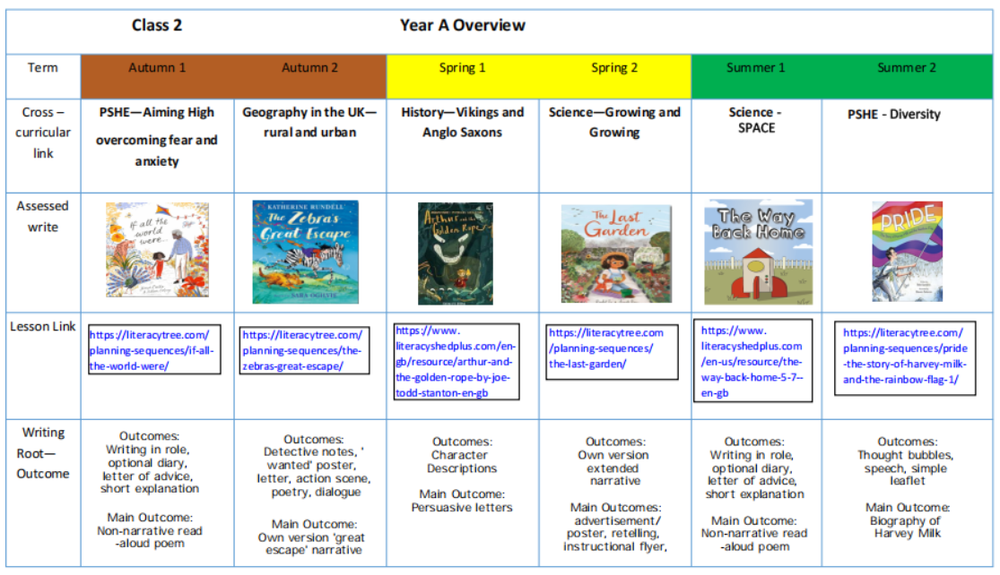 Class 2
Year A Overview
Term
Autumn 1
Autumn 2
Spring 1
Spring 2
Summer 1
Summer 2
Cross –
curricular
link
PSHE—Aiming High
overcoming fear and
anxiety
Geography in the UK—
rural and urban
History—Vikings and
Anglo Saxons
Science—Growing and
Growing
Science -
SPACE
PSHE - Diversity
Assessed
write
if all the
world
were...
KATHERINE RUNDELL
The Zebra's
Great Escape
SARA OGILVIE
Arthur and the
Golden Rope
The Last
Garden
The Way
Back Home
PRIDE
Lesson Link
https://literacytree.com/
planning-sequences/if-all-
the-world-were/
https://literacytree.com/
planning-sequences/the-
zebras-great-escape/
https://www.
literacyshedplus.com/en-
gb/resource/arthur-and-
the-golden-rope-by-joe-
todd-stanton-en-gb
https://literacytree.com
/planning-sequences/
the-last-garden/
https://www.
literacyshedplus.com
/en-us/resource/the-
way-back-home-5-7--
en-gb
https://literacytree.com/
planning-sequences/pride
-the-story-of-harvey-milk-
and-the-rainbow-flag-1/
Writing
Root—
Outcome
Outcomes:
Writing in role,
optional diary,
letter of advice,
short explanation
Main Outcome:
Non-narrative read
-aloud poem
Outcomes:
Detective notes, '
wanted' poster,
letter, action scene,
poetry, dialogue
Main Outcome:
Own version 'great
escape' narrative
Outcomes:
Character
Descriptions
Main Outcome:
Persuasive letters
Outcomes:
Own version
extended
narrative
Main Outcomes:
advertisement/
poster, retelling,
instructional flyer,
Outcomes:
Writing in role,
optional diary,
letter of advice,
short explanation
Main Outcome:
Non-narrative read
-aloud poem
Outcomes:
Thought bubbles,
speech, simple
leaflet
Main Outcome:
Biography of
Harvey Milk